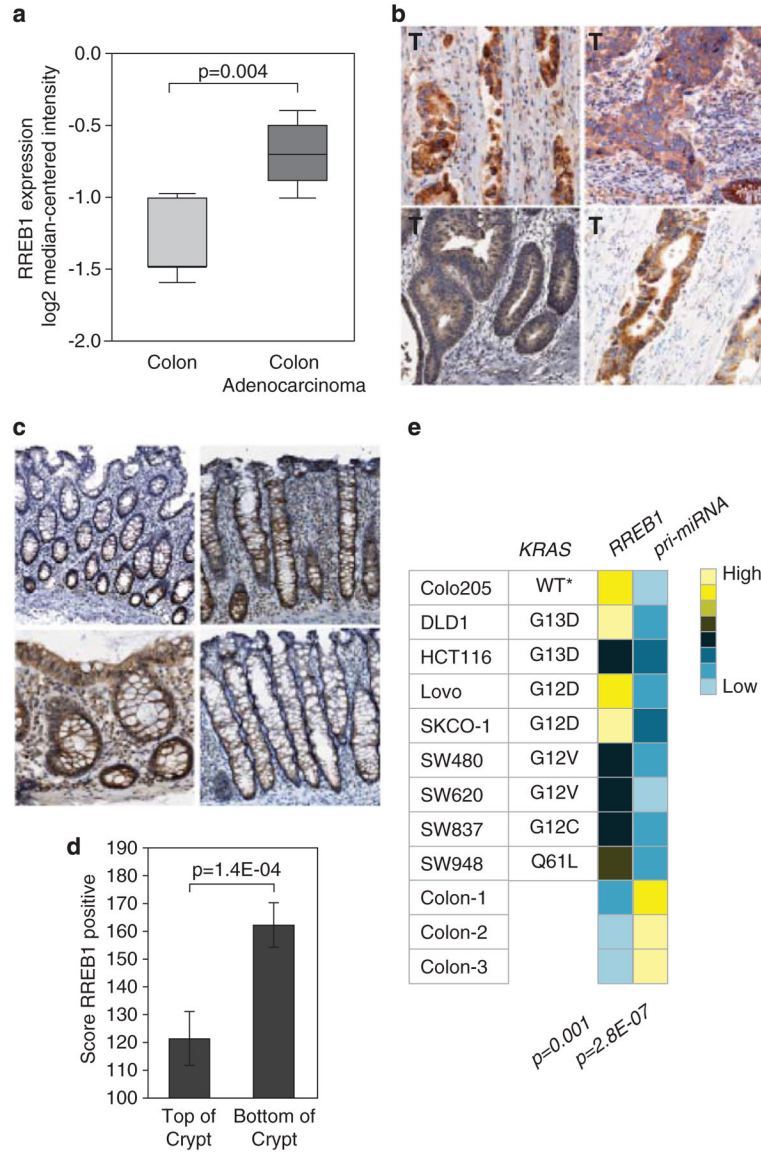 a
0.0
-0.5
-1.0
-1.5
-2.0
RREB1 expression
log2 median-centered intensity
p=0.004
Colon
Colon
Adenocarcinoma
b
T
T
T
T
c
d
190
180
170
160
150
140
130
120
110
100
Score RREB1 positive
p=1.4E-04
Top of
Crypt
Bottom of
Crypt
e
KRAS
RREB1
pri-miRNA
Colo205 WT*
DLD1 G13D
HCT116 G13D
Lovo G12D
SKCO-1 G12D
SW480 G12V
SW620 G12V
SW837 G12C
SW948 Q61L
Colon-1
Colon-2
Colon-3
High
Low
p=0.001
p=2.8E-07